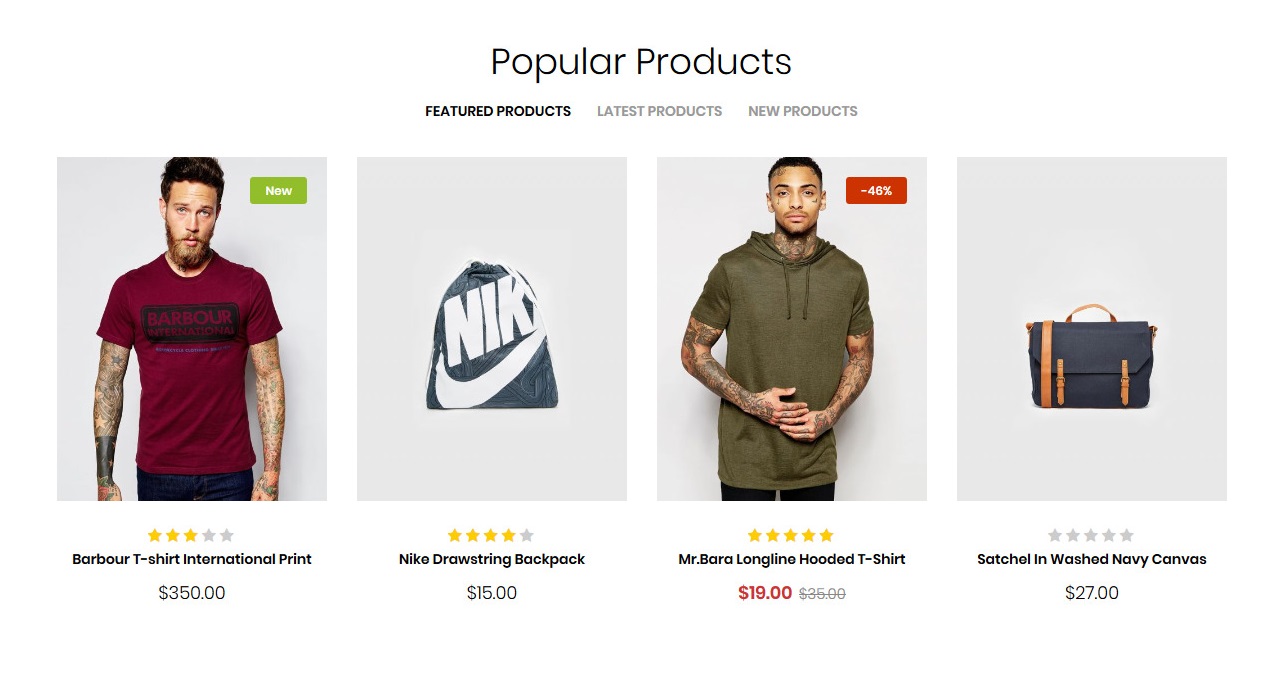 Popular Products
FEATURED PRODUCTS LATEST PRODUCTS NEW PRODUCTS
New
-46%
BARBOUR
INTERNATIONAL
NIK
Barbour T-shirt International Print
Nike Drawstring Backpack
Mr.Bara Longline Hooded T-Shirt
Satchel In Washed Navy Canvas
$350.00
$15.00
$19.00 $35.00
$27.00